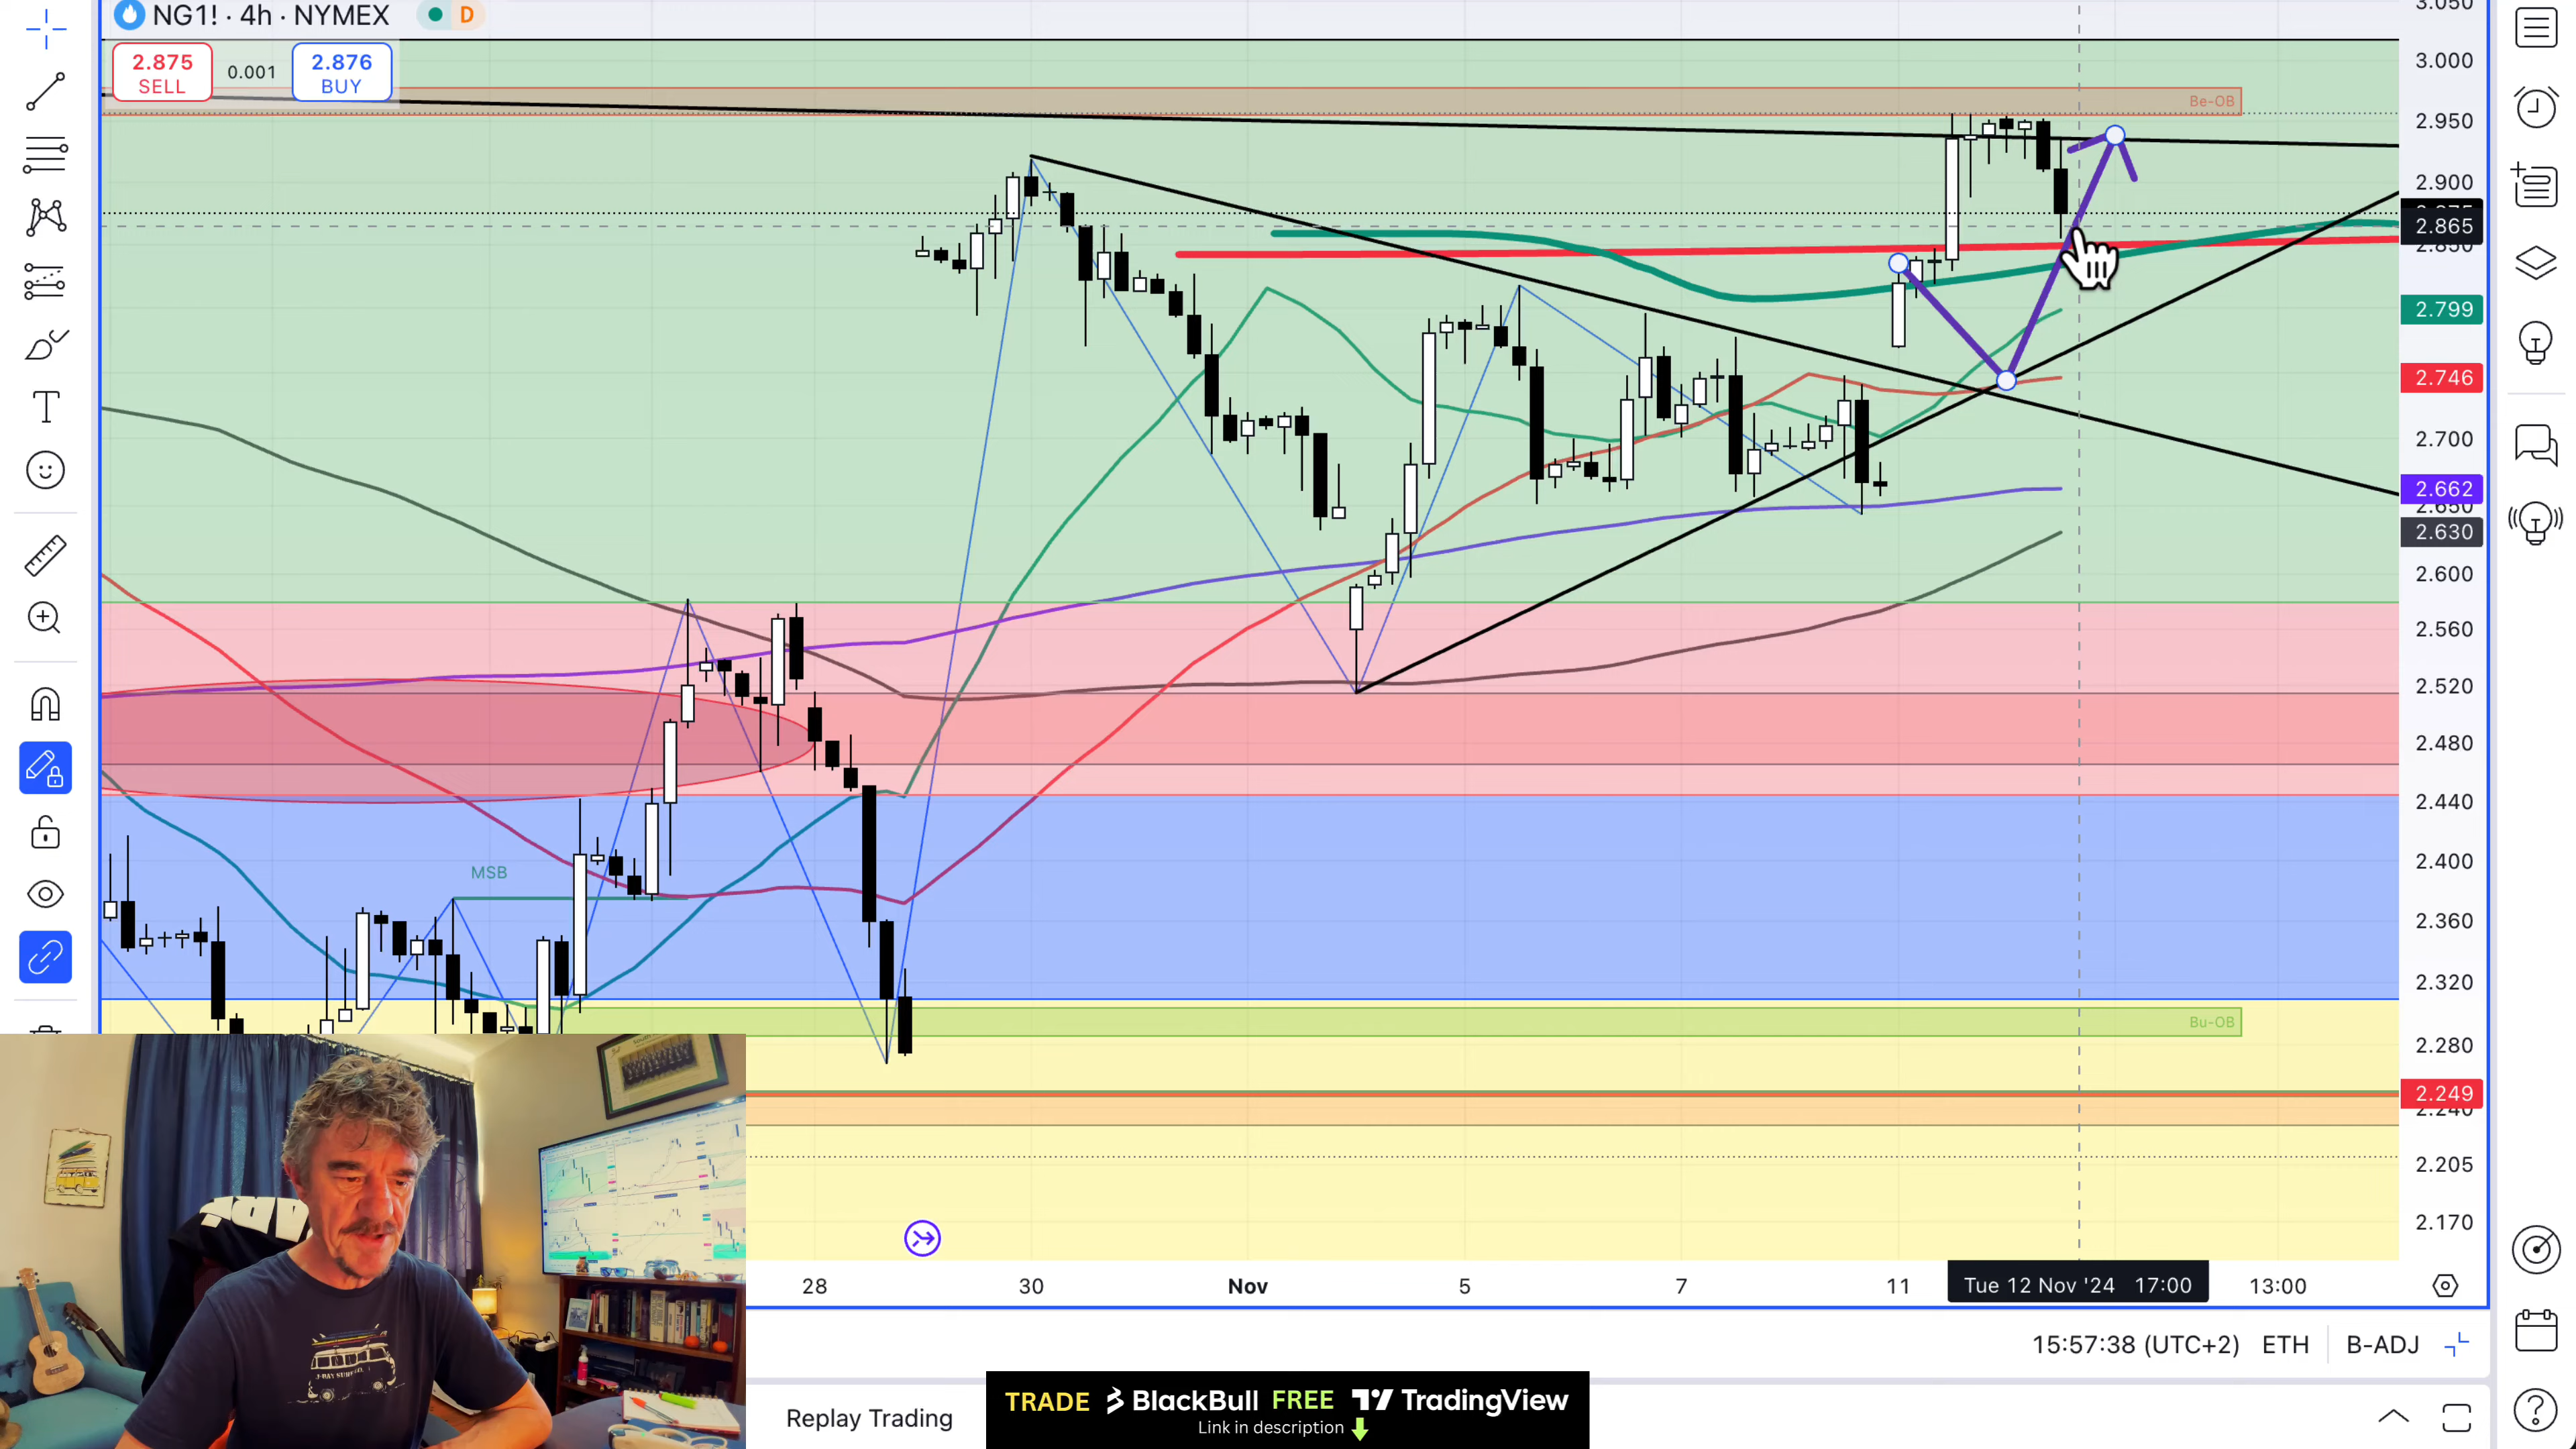 NG1! · 4h · NYMEX
D
2.875
SELL
0.001
2.876
BUY
3.050
3.000
2.950
2.900
2.865
2.850
2.799
2.746
2.700
2.662
2.650
2.630
2.600
2.560
2.520
2.480
2.440
2.400
2.360
2.320
2.280
2.249
2.240
2.205
2.170
Be-OB
MSB
Bu-OB
28
30
Nov
5
7
11
Tue 12 Nov '24 17:00
13:00
15:57:38 (UTC+2)
ETH
B-ADJ
Replay Trading
TRADE BlackBull FREE TradingView
Link in description
J-BAY SURF